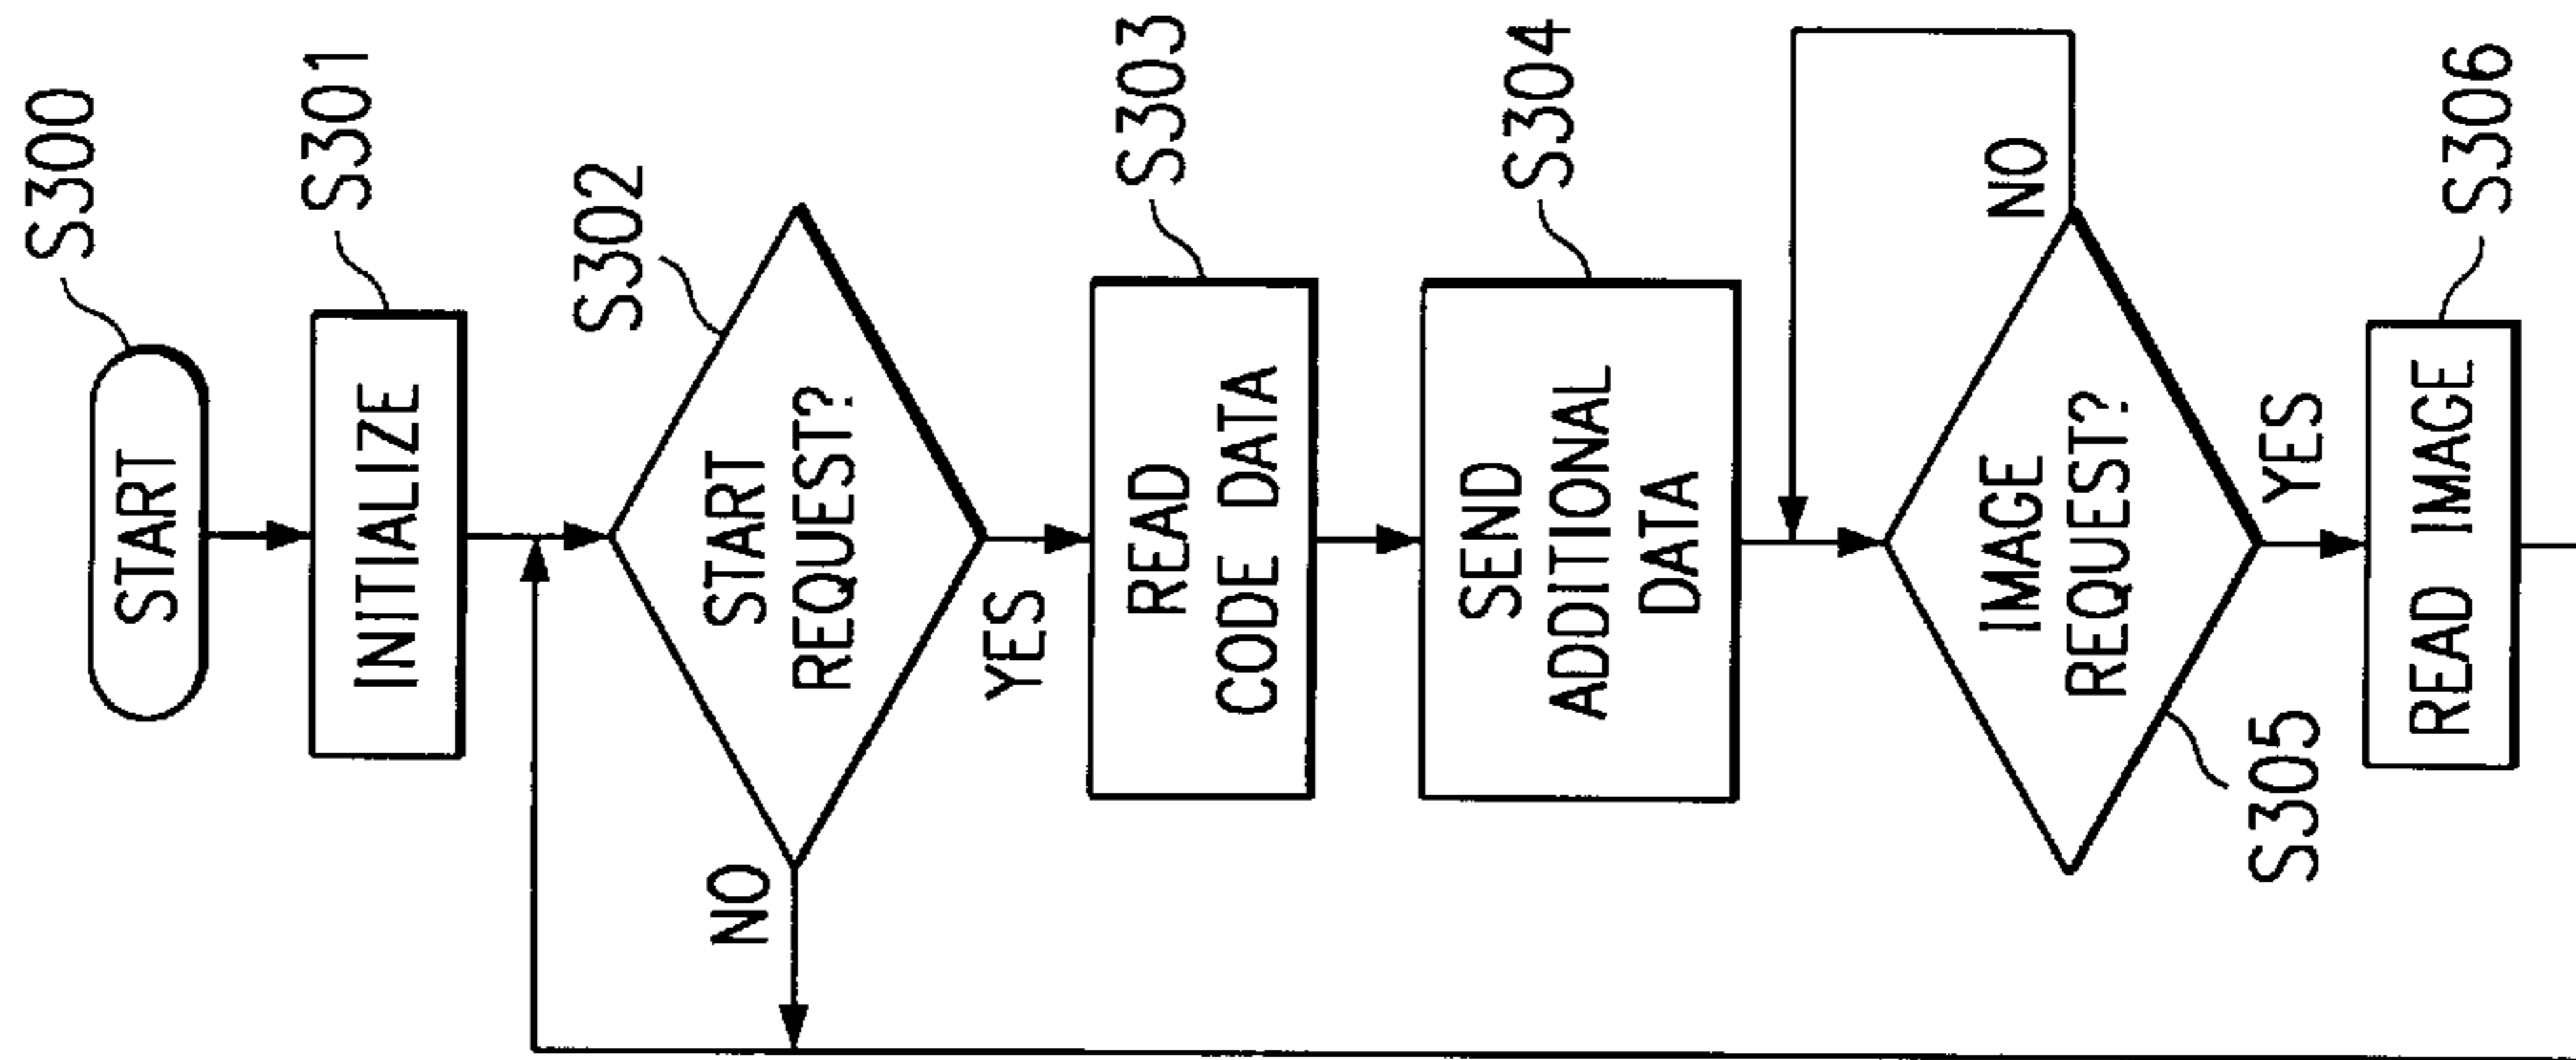 S300
START
S301
INITIALIZE
S302
START
REQUEST?
NO
YES
S303
READ
CODE DATA
S304
SEND
ADDITIONAL
DATA
NO
IMAGE
REQUEST?
S305
YES
S306
READ IMAGE